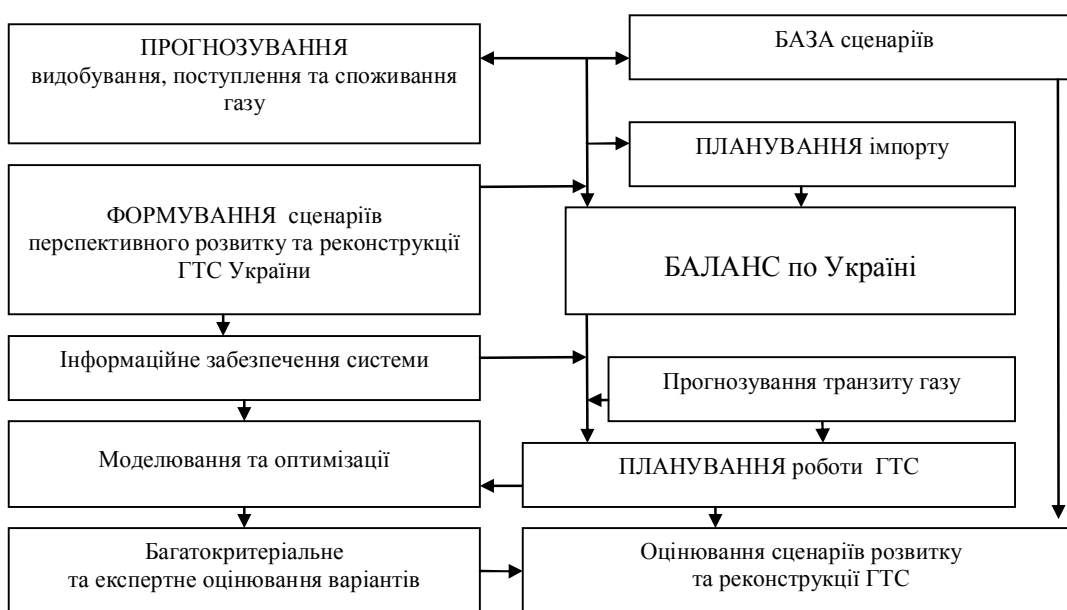 ПРОГНОЗУВАННЯ
видобування, поступлення та споживання
газу
БАЗА сценаріїв
ПЛАНУВАННЯ імпорту
ФОРМУВАННЯ сценаріїв
перспективного розвитку та реконструкції
ГТС України
БАЛАНС по Україні
Інформаційне забезпечення системи
Прогнозування транзиту газу
Моделювання та оптимізації
ПЛАНУВАННЯ роботи ГТС
Багатокритеріальне
та експертне оцінювання варіантів
Оцінювання сценаріїв розвитку
та реконструкції ГТС